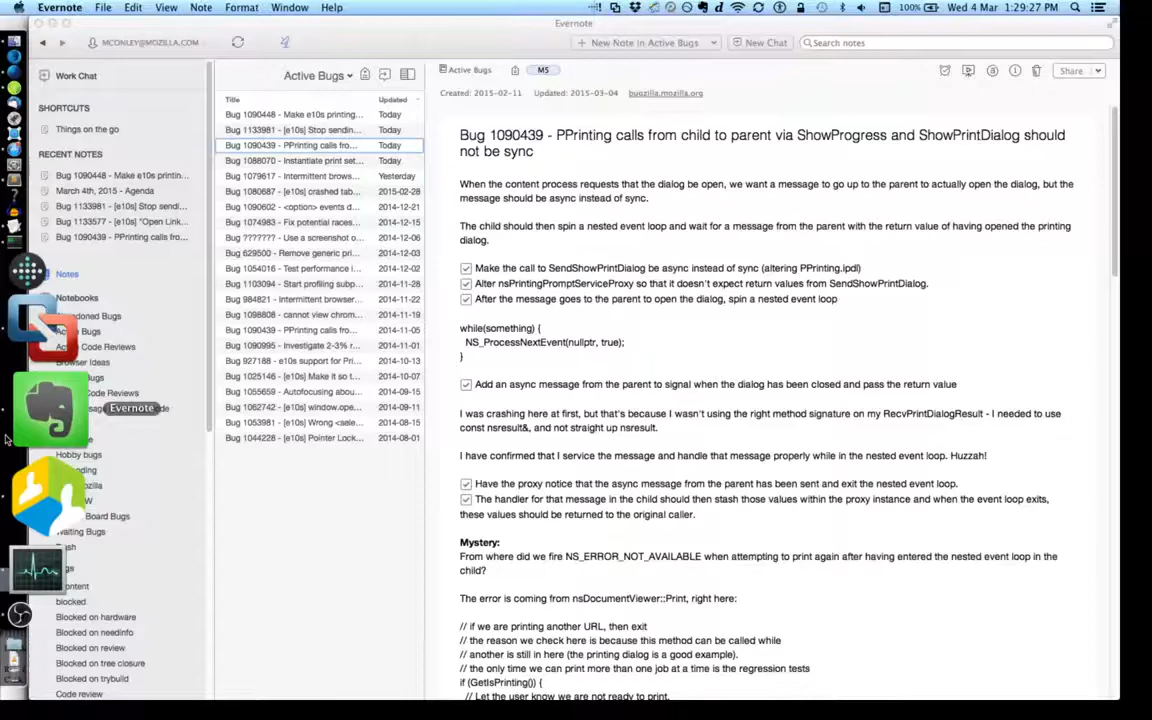 Evernote File Edit View Note Format Window Help 100% Wed 4 Mar 1:29:27 PM
Evernote
MCONLEY@MOZILLA.COM + New Note in Active Bugs New Chat Search notes
Work Chat
SHORTCUTS
Things on the go
RECENT NOTES
Bug 1090448 - Make e10s printin...
March 4th, 2015 - Agenda
Bug 1133981 - [e10s] Stop sendi...
Bug 1133577 - [e10s] "Open Link...
Bug 1090439 - PPrinting calls fro...
Notes
Notebooks
doned Bugs
Bugs
Code Reviews
Browser Ideas
Bugs
Code Reviews
Evernote
Hobby bugs
Board Bugs
Waiting Bugs
blocked
Blocked on hardware
Blocked on needinfo
Blocked on review
Blocked on tree closure
Blocked on trybuild
Code review
Active Bugs
Title Updated
Bug 1090448 - Make e10s printing... Today
Bug 1133981 - [e10s] Stop sendin... Today
Bug 1090439 - PPrinting calls fro... Today
Bug 1088070 - Instantiate print set... Today
Bug 1079617 - Intermittent brows... Yesterday
Bug 1080687 - [e10s] crashed tab... 2015-02-28
Bug 1090602 - <option> events d... 2014-12-21
Bug 1074983 - Fix potential races... 2014-12-15
Bug ??????? - Use a screenshot o... 2014-12-06
Bug 629500 - Remove generic pri... 2014-12-03
Bug 1054016 - Test performance i... 2014-12-02
Bug 1103094 - Start profiling subp... 2014-11-28
Bug 984821 - Intermittent browser... 2014-11-22
Bug 1098808 - cannot view chrom... 2014-11-19
Bug 1090439 - PPrinting calls fro... 2014-11-05
Bug 1090995 - Investigate 2-3% r... 2014-11-01
Bug 927188 - e10s support for Pri... 2014-10-13
Bug 1025146 - [e10s] Make it so t... 2014-10-07
Bug 1055659 - Autofocusing abou... 2014-09-15
Bug 1062742 - [e10s] window.ope... 2014-09-11
Bug 1053981 - [e10s] Wrong <sele... 2014-08-15
Bug 1044228 - [e10s] Pointer Lock... 2014-08-01
Active Bugs M5 Share
Created: 2015-02-11 Updated: 2015-03-04 bugzilla.mozilla.org
Bug 1090439 - PPrinting calls from child to parent via ShowProgress and ShowPrintDialog should
not be sync
When the content process requests that the dialog be open, we want a message to go up to the parent to actually open the dialog, but the
message should be async instead of sync.
The child should then spin a nested event loop and wait for a message from the parent with the return value of having opened the printing
dialog.
Make the call to SendShowPrintDialog be async instead of sync (altering PPrinting.ipdl)
Alter nsPrintingPromptServiceProxy so that it doesn't expect return values from SendShowPrintDialog.
After the message goes to the parent to open the dialog, spin a nested event loop
while(something) {
NS_ProcessNextEvent(nullptr, true);
}
Add an async message from the parent to signal when the dialog has been closed and pass the return value
I was crashing here at first, but that's because I wasn't using the right method signature on my RecvPrintDialogResult - I needed to use
const nsresult&, and not straight up nsresult.
I have confirmed that I service the message and handle that message properly while in the nested event loop. Huzzah!
Have the proxy notice that the async message from the parent has been sent and exit the nested event loop.
The handler for that message in the child should then stash those values within the proxy instance and when the event loop exits,
these values should be returned to the original caller.
Mystery:
From where did we fire NS_ERROR_NOT_AVAILABLE when attempting to print again after having entered the nested event loop in the
child?
The error is coming from nsDocumentViewer::Print, right here:
// if we are printing another URL, then exit
// the reason we check here is because this method can be called while
// another is still in here (the printing dialog is a good example).
// the only time we can print more than one job at a time is the regression tests
if (GetIsPrinting()) {
// Let the user know we are not ready to print.